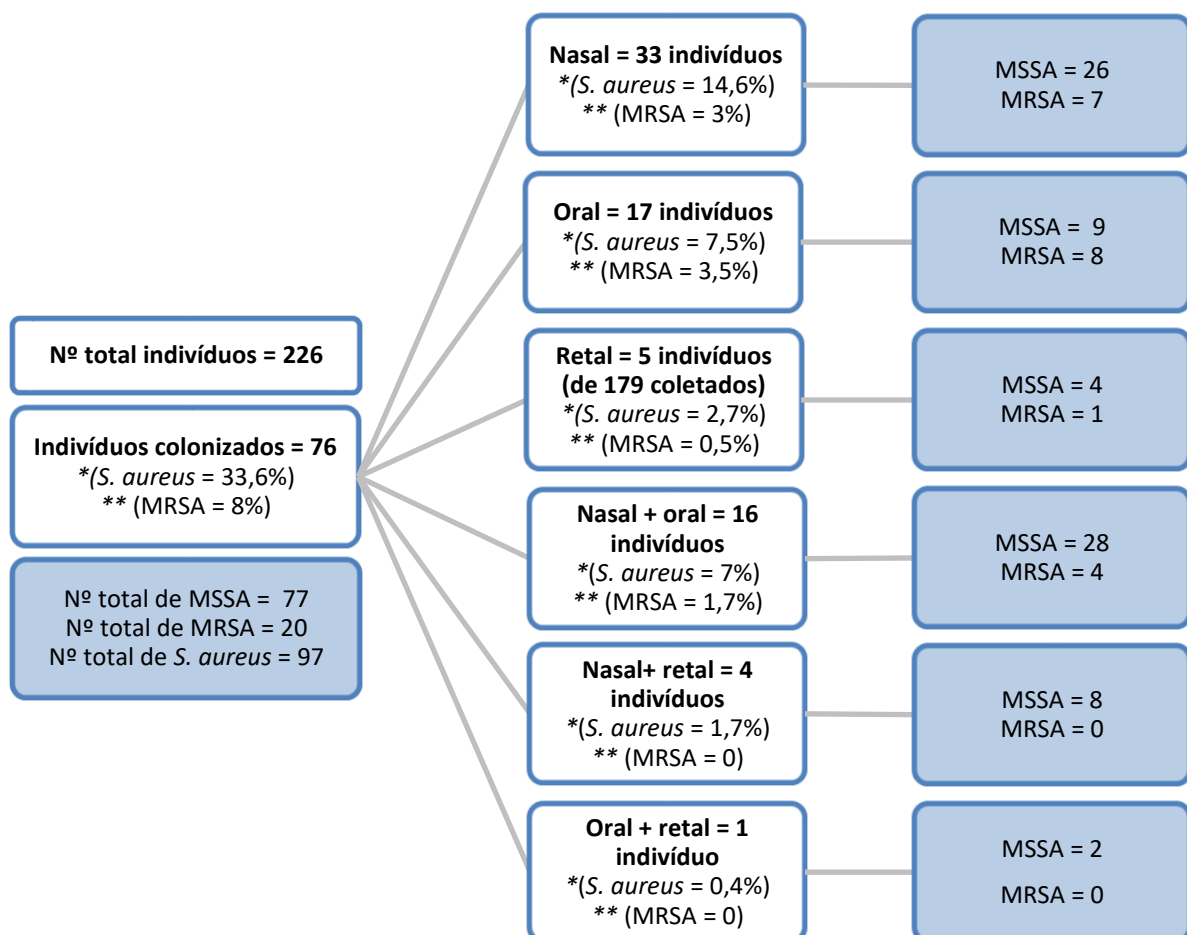 Nº total indivíduos = 226
Indivíduos colonizados = 76
*(S. aureus = 33,6%)
** (MRSA = 8%)
Nº total de MSSA = 77
Nº total de MRSA = 20
Nº total de S. aureus = 97
Nasal = 33 indivíduos
*(S. aureus = 14,6%)
** (MRSA = 3%)
MSSA = 26
MRSA = 7
Oral = 17 indivíduos
*(S. aureus = 7,5%)
** (MRSA = 3,5%)
MSSA = 9
MRSA = 8
Retal = 5 indivíduos
(de 179 coletados)
*(S. aureus = 2,7%)
** (MRSA = 0,5%)
MSSA = 4
MRSA = 1
Nasal + oral = 16
indivíduos
*(S. aureus = 7%)
** (MRSA = 1,7%)
MSSA = 28
MRSA = 4
Nasal+ retal = 4
indivíduos
*(S. aureus = 1,7%)
** (MRSA = 0)
MSSA = 8
MRSA = 0
Oral + retal = 1
indivíduo
*(S. aureus = 0,4%)
** (MRSA = 0)
MSSA = 2
MRSA = 0